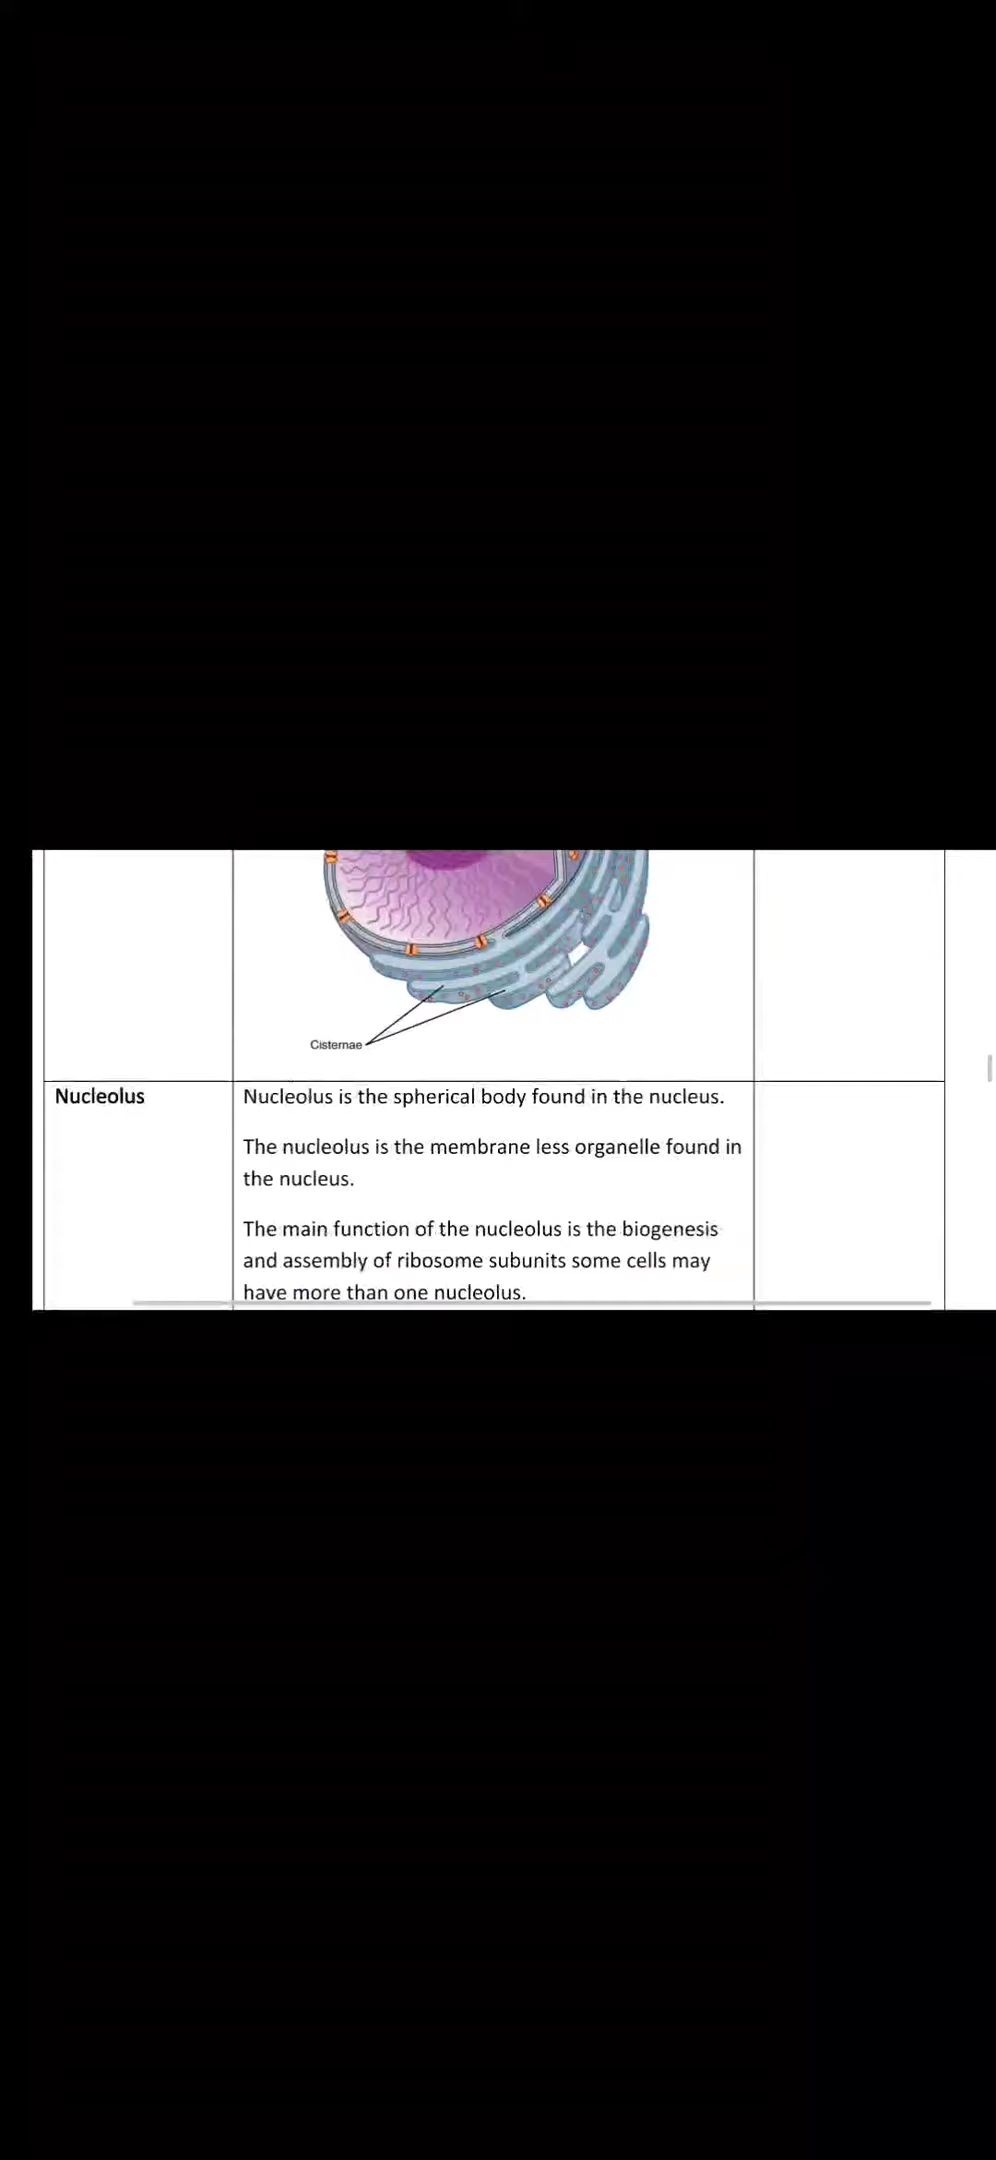 Cisternae
Nucleolus
Nucleolus is the spherical body found in the nucleus.
The nucleolus is the membrane less organelle found in
the nucleus.
The main function of the nucleolus is the biogenesis
and assembly of ribosome subunits some cells may
have more than one nucleolus.